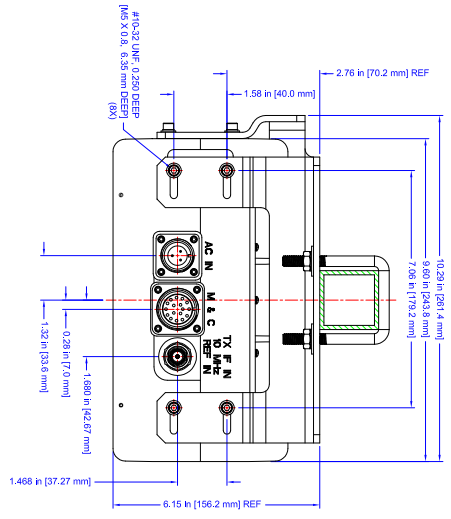 #10-32 UNF, 0.250 DEEP
[M5 X 0.8, 6.35 mm DEEP]
(8X)
2.76 in [70.2 mm] REF
1.58 in [40.0 mm]
10.29 in [261.4 mm]
9.60 in [243.8 mm]
7.06 in [179.2 mm]
AC IN
M & C
TX IF IN
10 MHz
REF IN
1.32 in [33.6 mm]
0.28 in [7.0 mm]
1.680 in [42.67 mm]
1.468 in [37.27 mm]
6.15 in [156.2 mm] REF